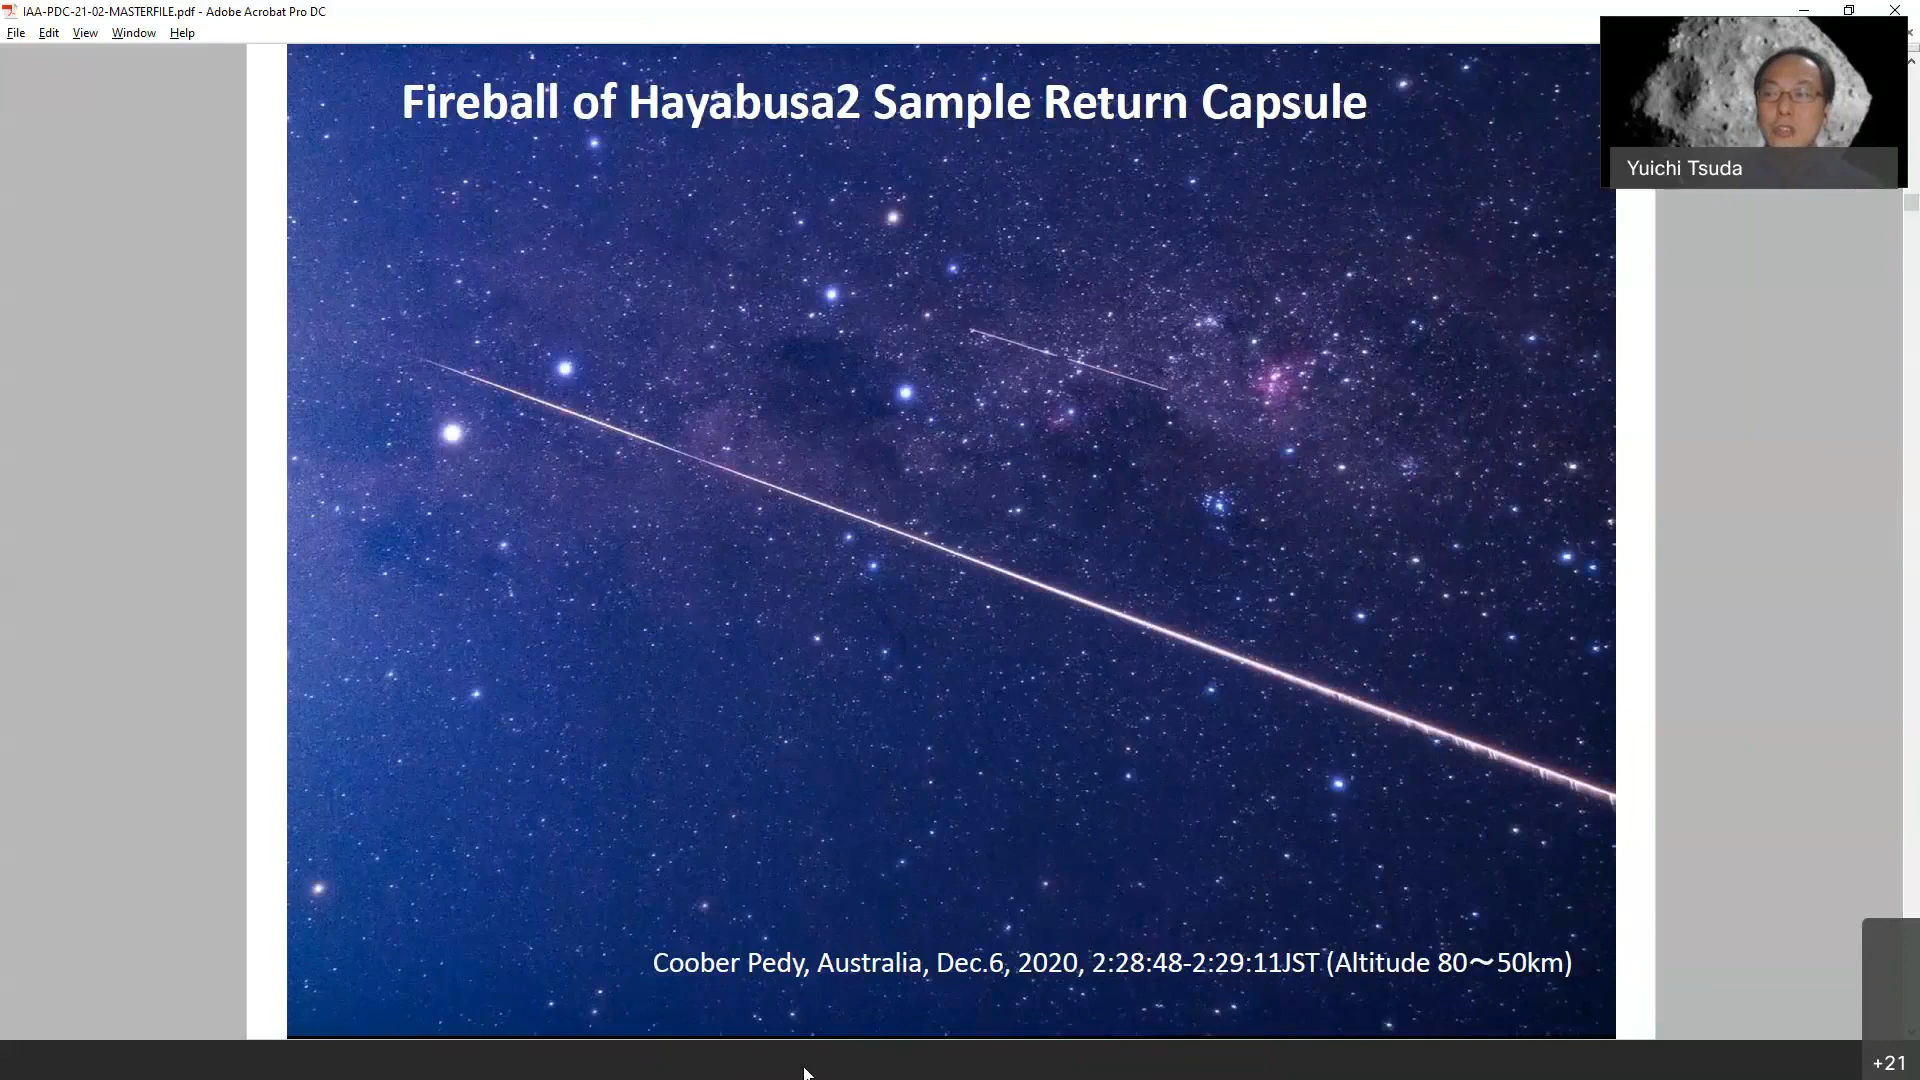 IAA-PDC-21-02-MASTERFILE.pdf - Adobe Acrobat Pro DC
File Edit View Window Help
Fireball of Hayabusa2 Sample Return Capsule
Yuichi Tsuda
Coober Pedy, Australia, Dec.6, 2020, 2:28:48-2:29:11JST (Altitude 80～50km)
+21